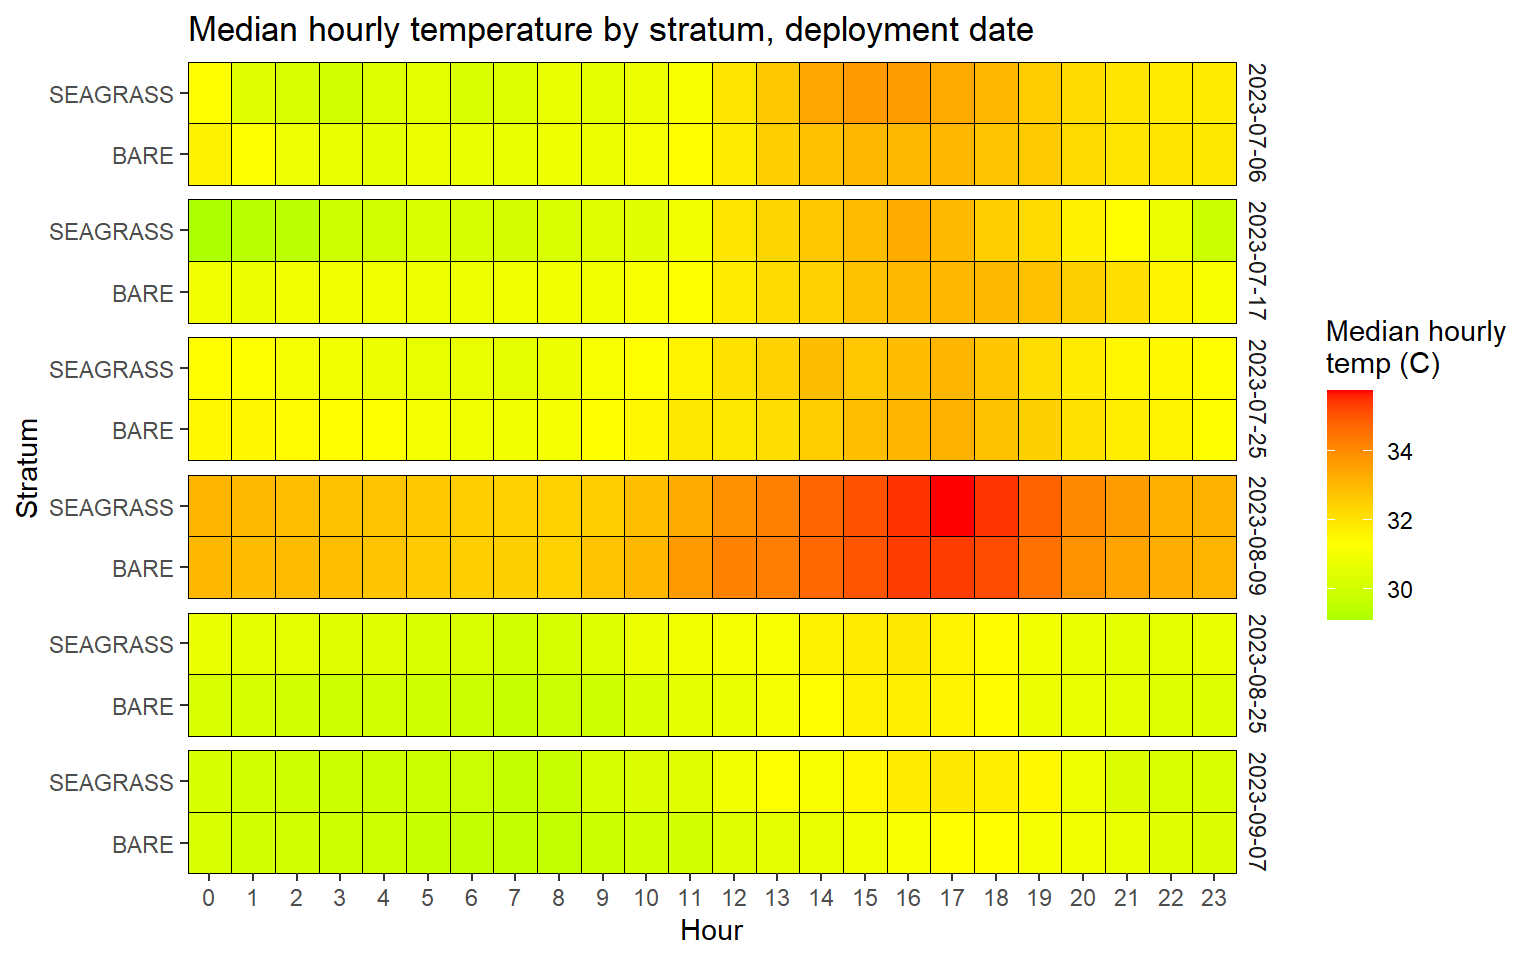 Median hourly temperature by stratum, deployment date
SEAGRASS
BARE
2023-07-06
SEAGRASS
BARE
2023-07-17
SEAGRASS
BARE
2023-07-25
SEAGRASS
BARE
2023-08-09
SEAGRASS
BARE
2023-08-25
SEAGRASS
BARE
2023-09-07
Stratum
0 1 2 3 4 5 6 7 8 9 10 11 12 13 14 15 16 17 18 19 20 21 22 23
Hour
Median hourly
temp (C)
34
32
30